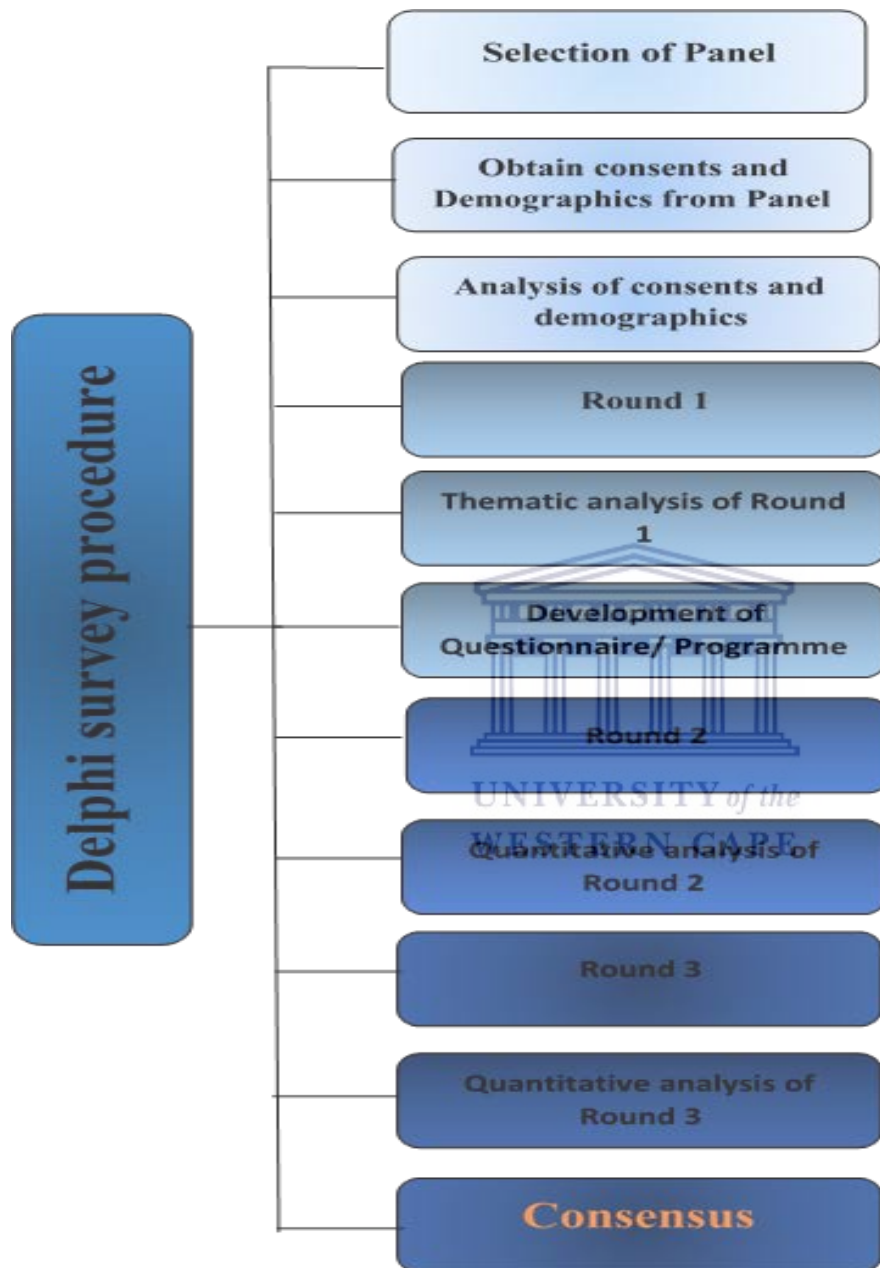 Delphi survey procedure
Selection of Panel
Obtain consents and
Demographics from Panel
Analysis of consents and
demographics
Round 1
Thematic analysis of Round
1
Development of
Questionnaire/ Programme
Round 2
UNIVERSITY of the
WESTERN CAPE
Quantitative analysis of
Round 2
Round 3
Quantitative analysis of
Round 3
Consensus